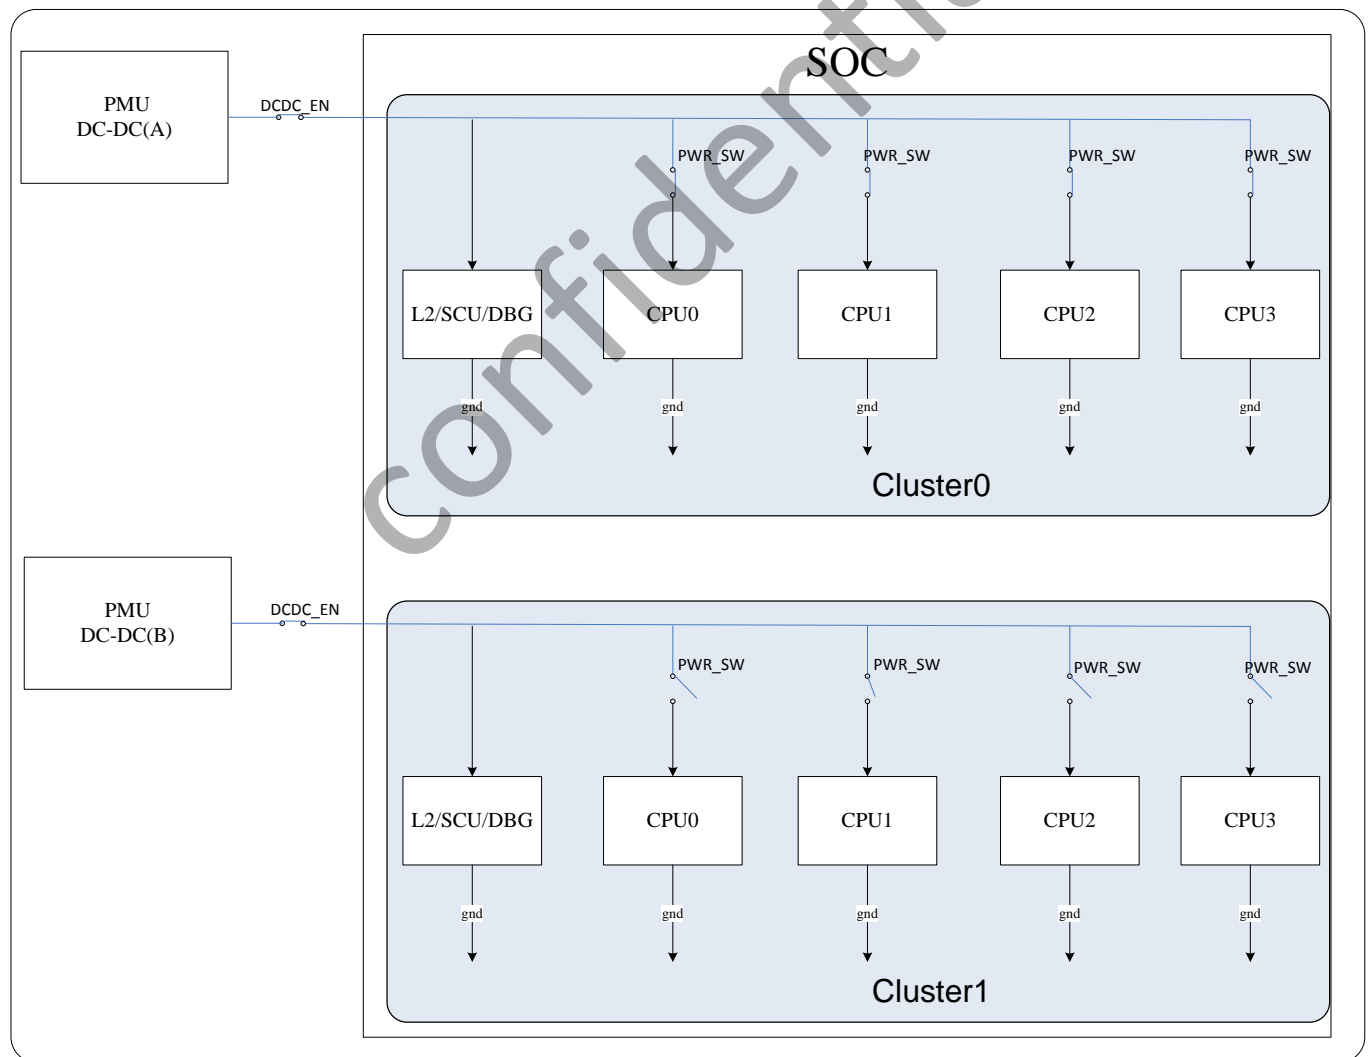 SOC
PMU
DC-DC(A)
DCDC_EN
PWR_SW
PWR_SW
PWR_SW
PWR_SW
L2/SCU/DBG
CPU0
CPU1
CPU2
CPU3
gnd
gnd
gnd
gnd
gnd
Cluster0
PMU
DC-DC(B)
DCDC_EN
PWR_SW
PWR_SW
PWR_SW
PWR_SW
L2/SCU/DBG
CPU0
CPU1
CPU2
CPU3
gnd
gnd
gnd
gnd
gnd
Cluster1
confidenti